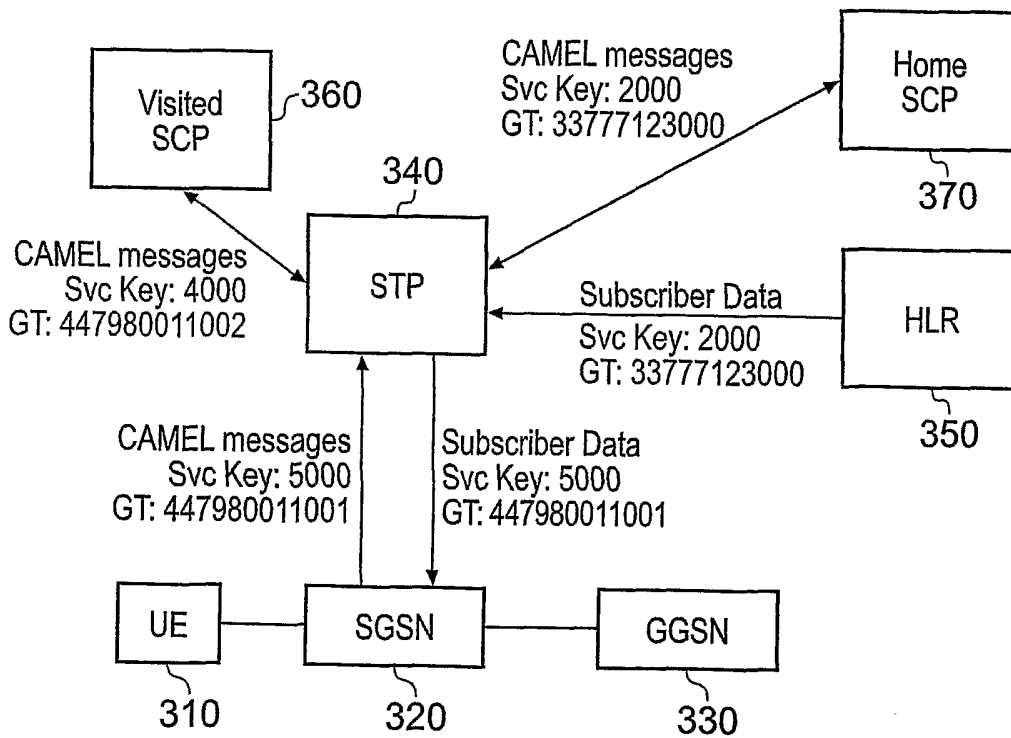 Visited
SCP
360
CAMEL messages
Svc Key: 2000
GT: 33777123000
Home
SCP
370
340
STP
CAMEL messages
Svc Key: 4000
GT: 447980011002
Subscriber Data
Svc Key: 2000
GT: 33777123000
HLR
350
CAMEL messages
Svc Key: 5000
GT: 447980011001
Subscriber Data
Svc Key: 5000
GT: 447980011001
UE
310
SGSN
320
GGSN
330